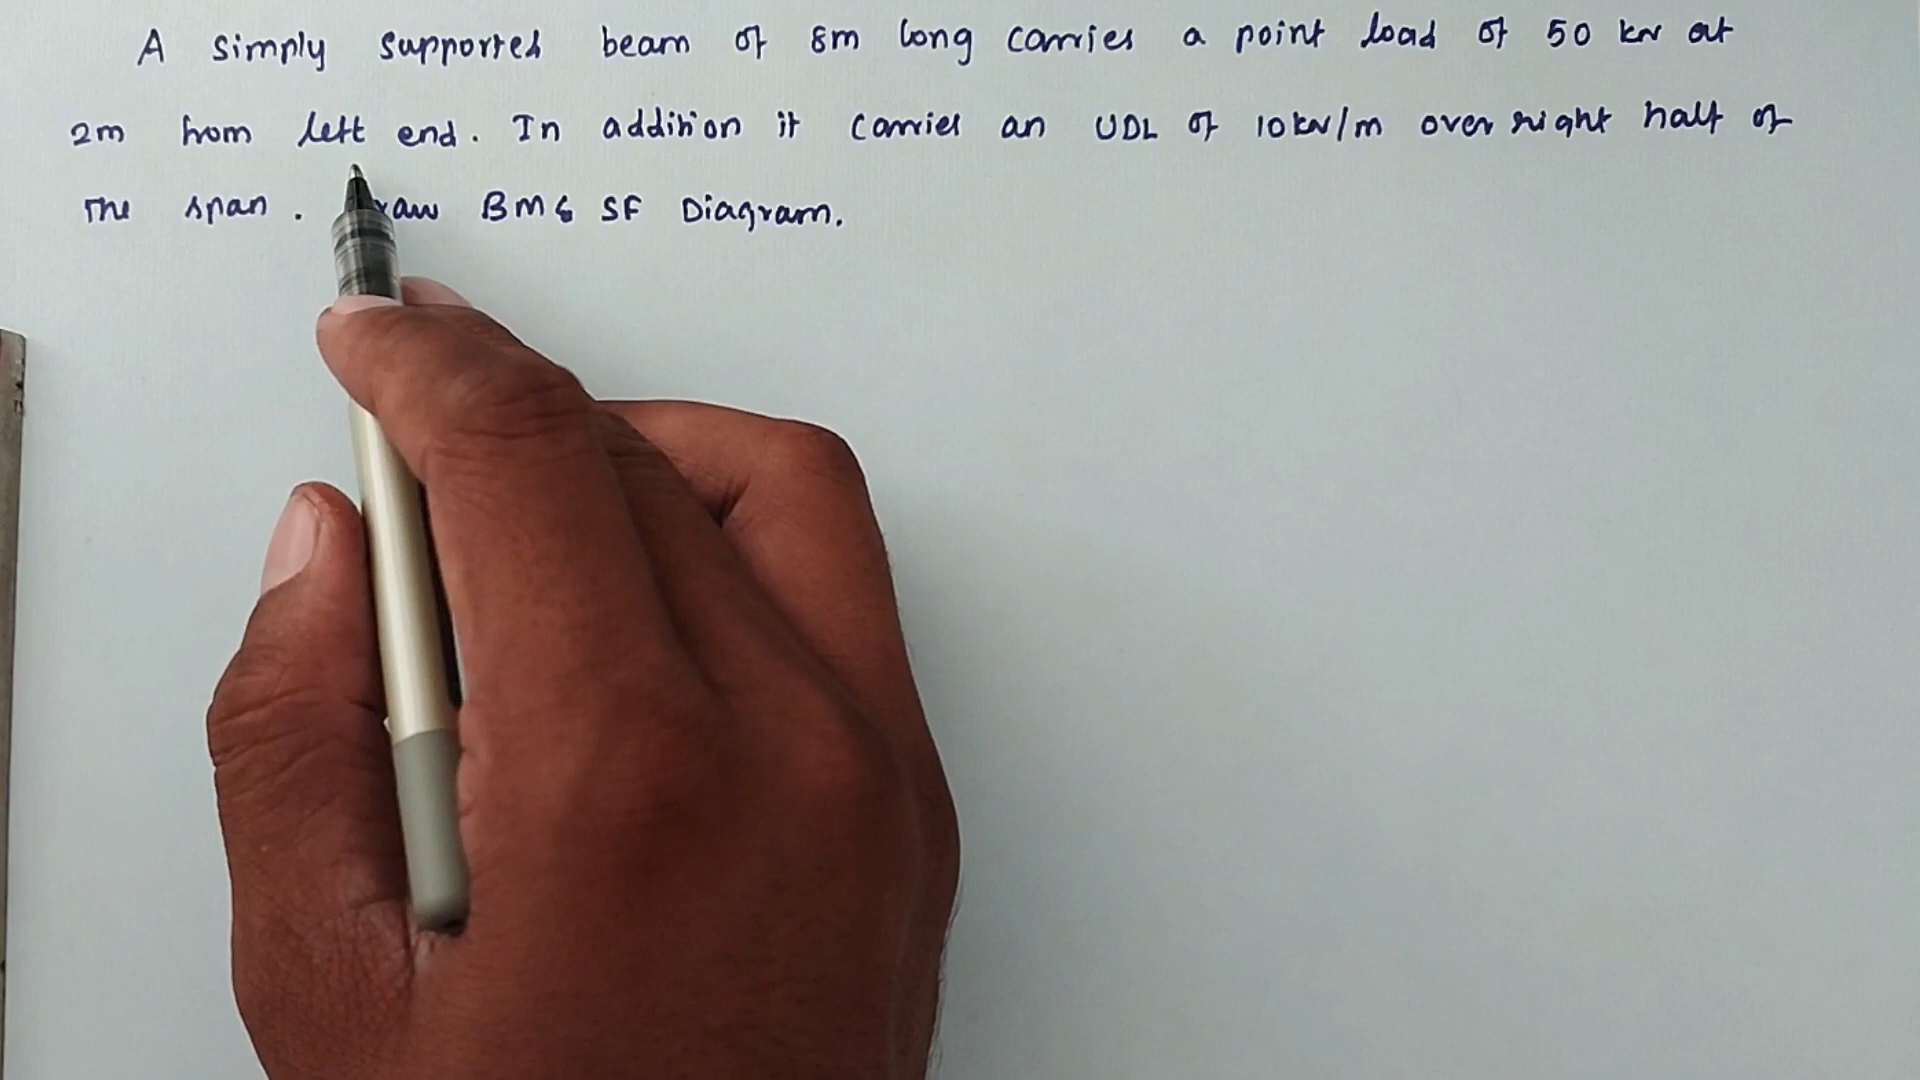 A simply supported beam of 8m long carries a point load of 50 kN at
2m from left end. In addition it carries an UDL of 10kN/m over right half of
The span. BM & SF Diagram.